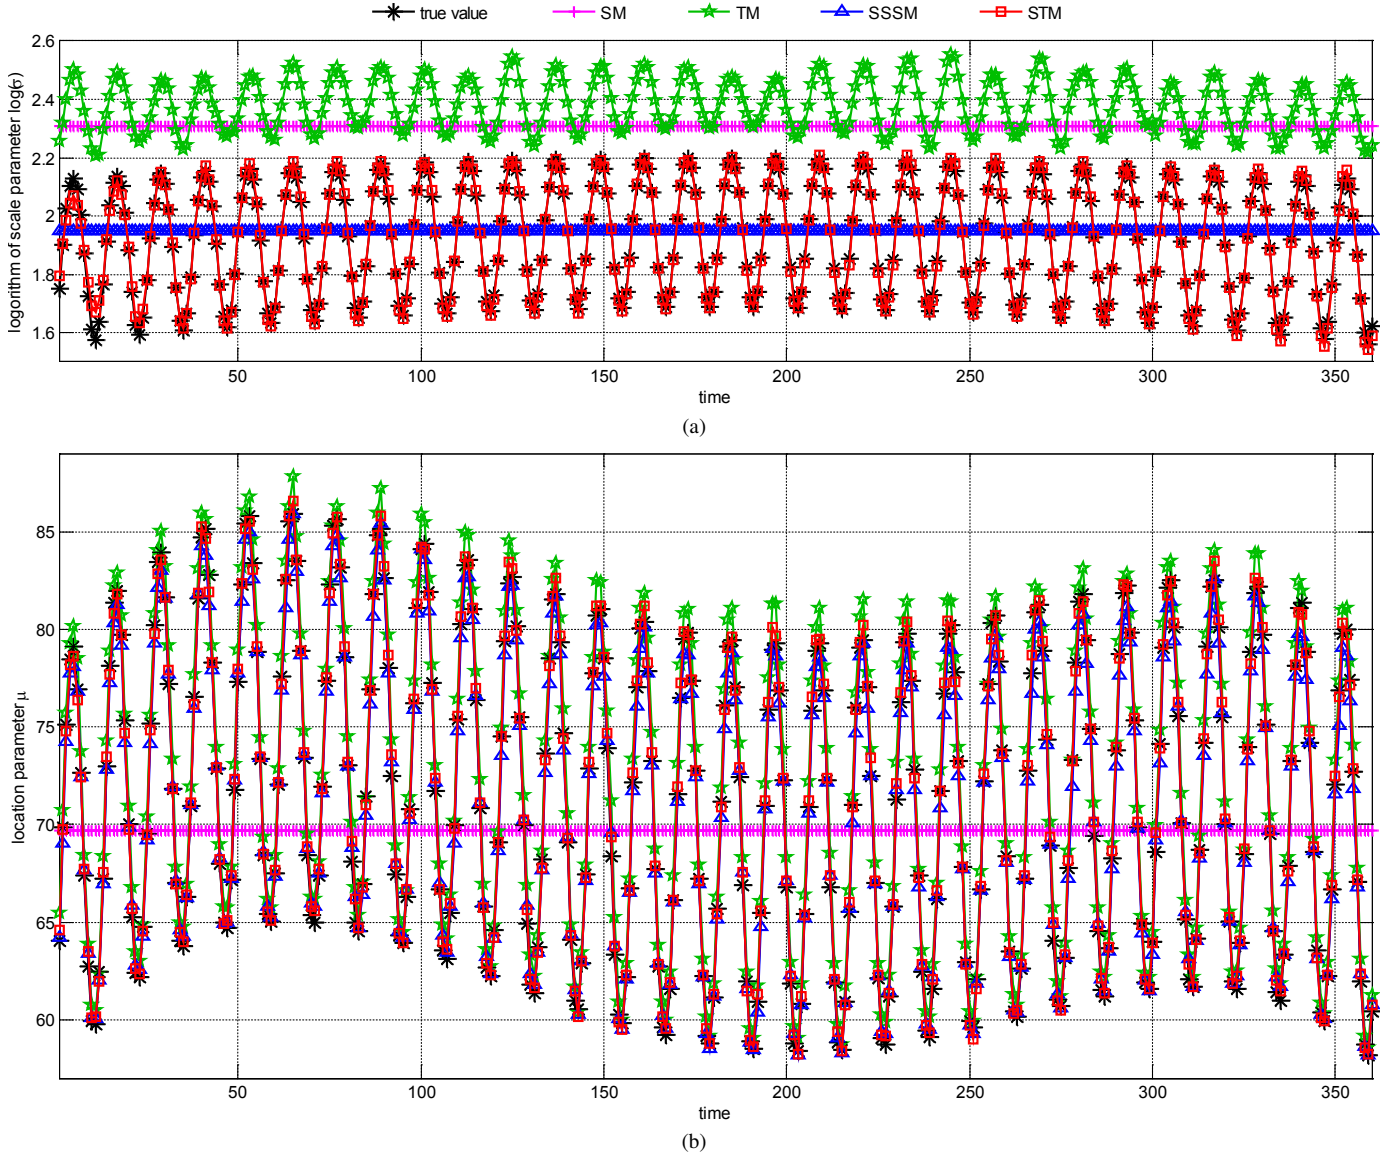 true value SM TM SSSM STM
2.6
2.4
2.2
2
1.8
1.6
logorithm of scale parameter log(σ)
50 100 150 200 250 300 350
time
(a)
85
80
75
70
65
60
location parameter μ
50 100 150 200 250 300 350
time
(b)